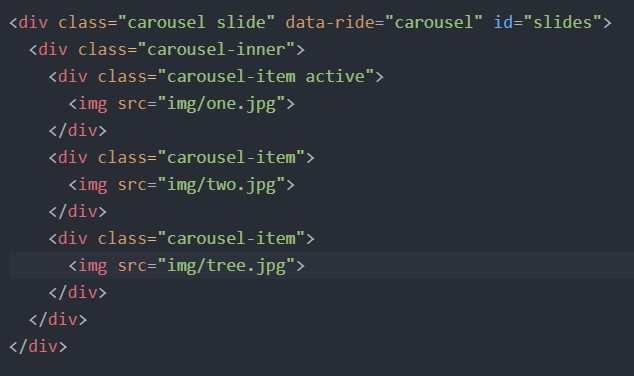 <div class="carousel slide" data-ride="carousel" id="slides">
  <div class="carousel-inner">
    <div class="carousel-item active">
      <img src="img/one.jpg">
    </div>
    <div class="carousel-item">
      <img src="img/two.jpg">
    </div>
    <div class="carousel-item">
      <img src="img/tree.jpg">
    </div>
  </div>
</div>